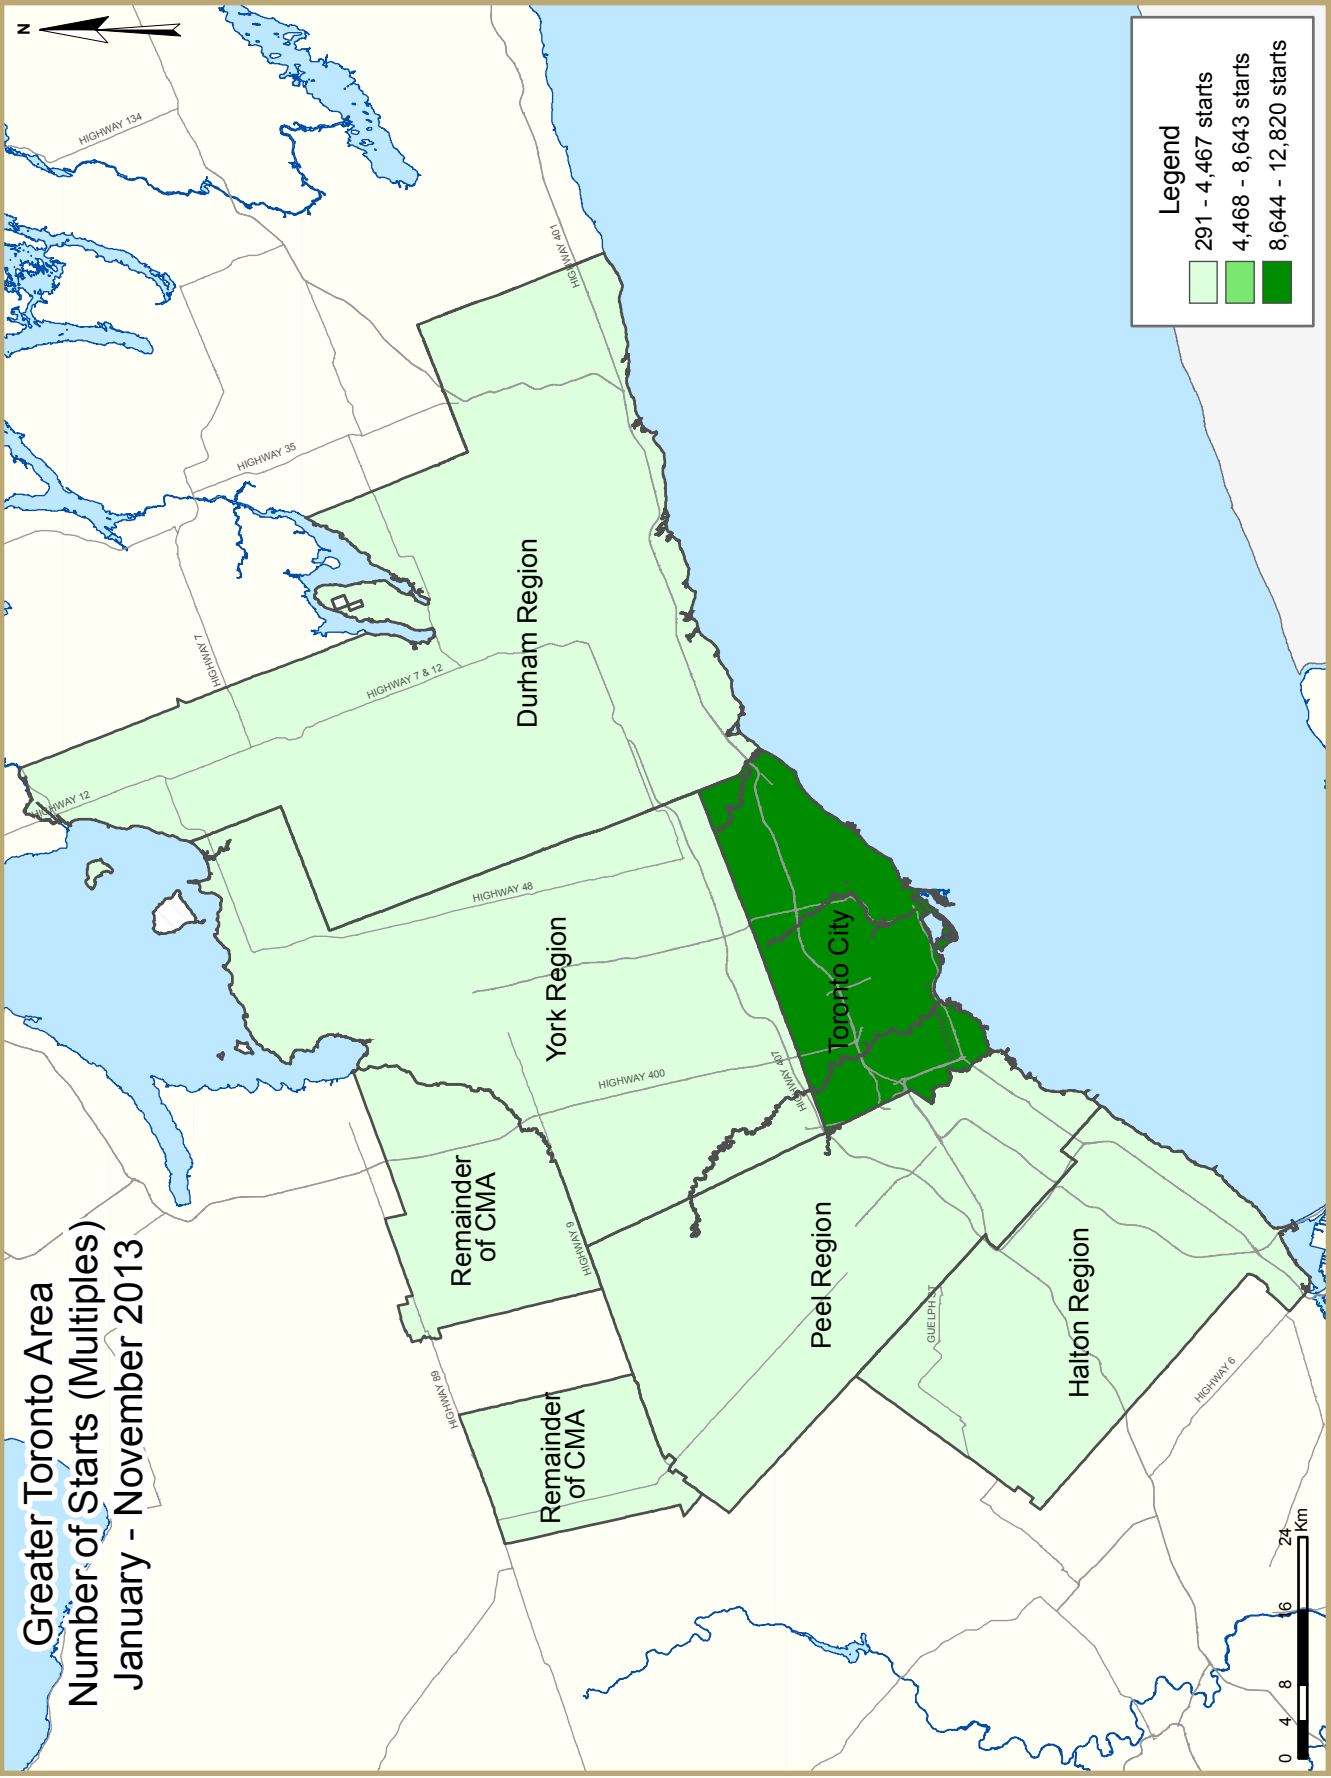 Greater Toronto Area
Number of Starts (Multiples)
January - November 2013
N
HIGHWAY 134
HIGHWAY 35
HIGHWAY 7
HIGHWAY 12
HIGHWAY 7 & 12
HIGHWAY 401
Durham Region
HIGHWAY 48
York Region
HIGHWAY 400
HIGHWAY 407
Toronto City
Remainder
of CMA
HIGHWAY 9
HIGHWAY 89
Remainder
of CMA
Peel Region
GUELPH ST
Halton Region
HIGHWAY 6
Legend
291 - 4,467 starts
4,468 - 8,643 starts
8,644 - 12,820 starts
0 4 8 16 24
Km